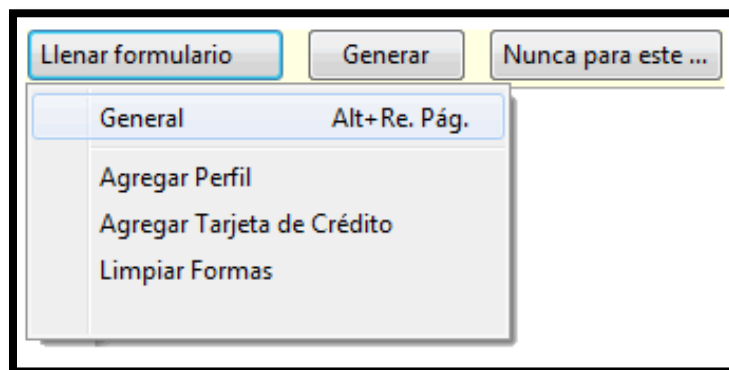 Llenar formulario Generar Nunca para este ...
General Alt+Re. Pág.
Agregar Perfil
Agregar Tarjeta de Crédito
Limpiar Formas